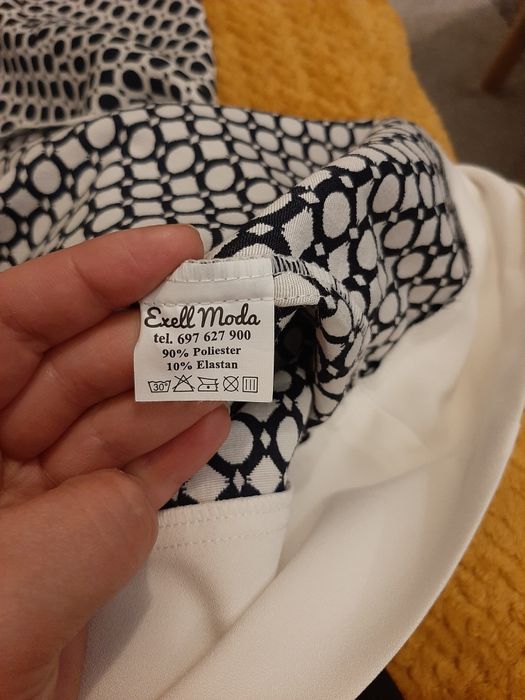 Exell Moda
tel. 697 627 900
90% Poliester
10% Elastan
30°